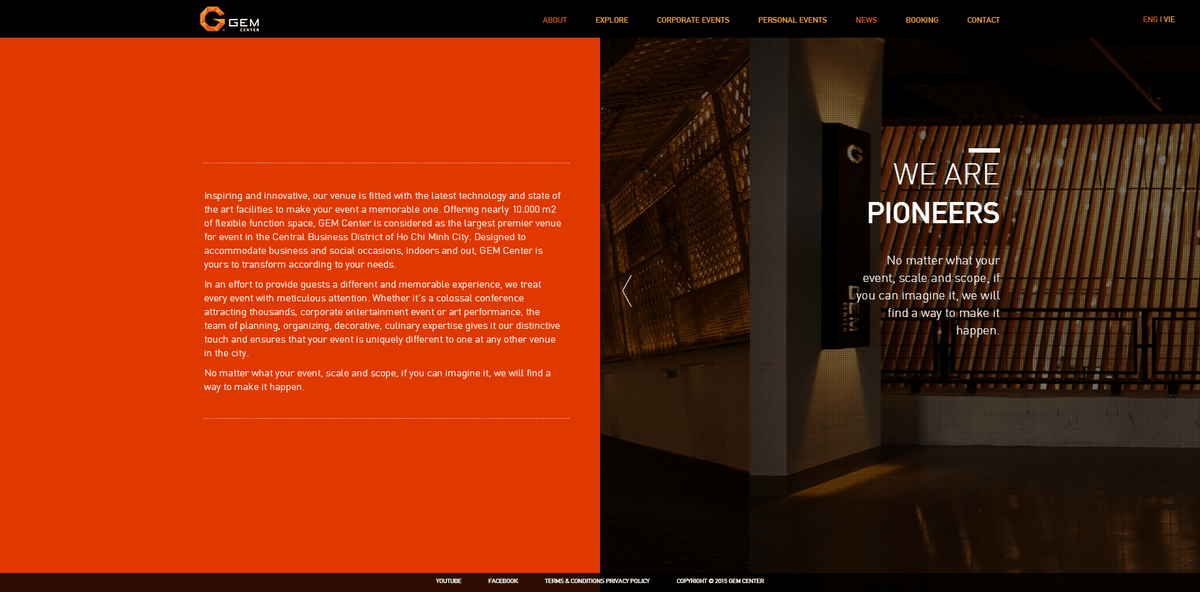 GEM
CENTER
ABOUT
EXPLORE
CORPORATE EVENTS
PERSONAL EVENTS
NEWS
BOOKING
CONTACT
ENG | VIE
Inspiring and innovative, our venue is fitted with the latest technology and state of
the art facilities to make your event a memorable one. Offering nearly 10.000 m2
of flexible function space, GEM Center is considered as the largest premier venue
for event in the Central Business District of Ho Chi Minh City. Designed to
accommodate business and social occasions, indoors and out, GEM Center is
yours to transform according to your needs.
In an effort to provide guests a different and memorable experience, we treat
every event with meticulous attention. Whether it's a colossal conference
attracting thousands, corporate entertainment event or art performance, the
team of planning, organizing, decorative, culinary expertise gives it our distinctive
touch and ensures that your event is uniquely different to one at any other venue
in the city.
No matter what your event, scale and scope, if you can imagine it, we will find a
way to make it happen.
WE ARE
PIONEERS
No matter what your
event, scale and scope, if
you can imagine it, we will
find a way to make it
happen.
GEM
CENTER
YOUTUBE
FACEBOOK
TERMS & CONDITIONS PRIVACY POLICY
COPYRIGHT © 2015 GEM CENTER